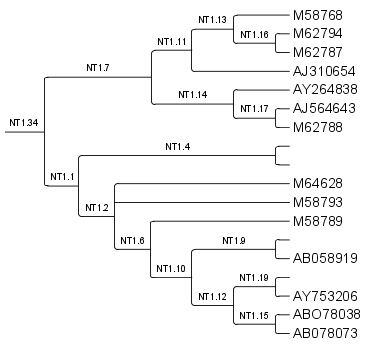 M58768
NT1.13
M62794
NT1.16
NT1.11
M62787
NT1.7
AJ310654
AY264838
NT1.14
AJ564643
NT1.17
NT1.34
M62788
NT1.4
NT1.1
M64628
M58793
NT1.2
M58789
NT1.9
NT1.6
AB058919
NT1.10
NT1.19
AY753206
NT1.12
ABO78038
NT1.15
AB078073